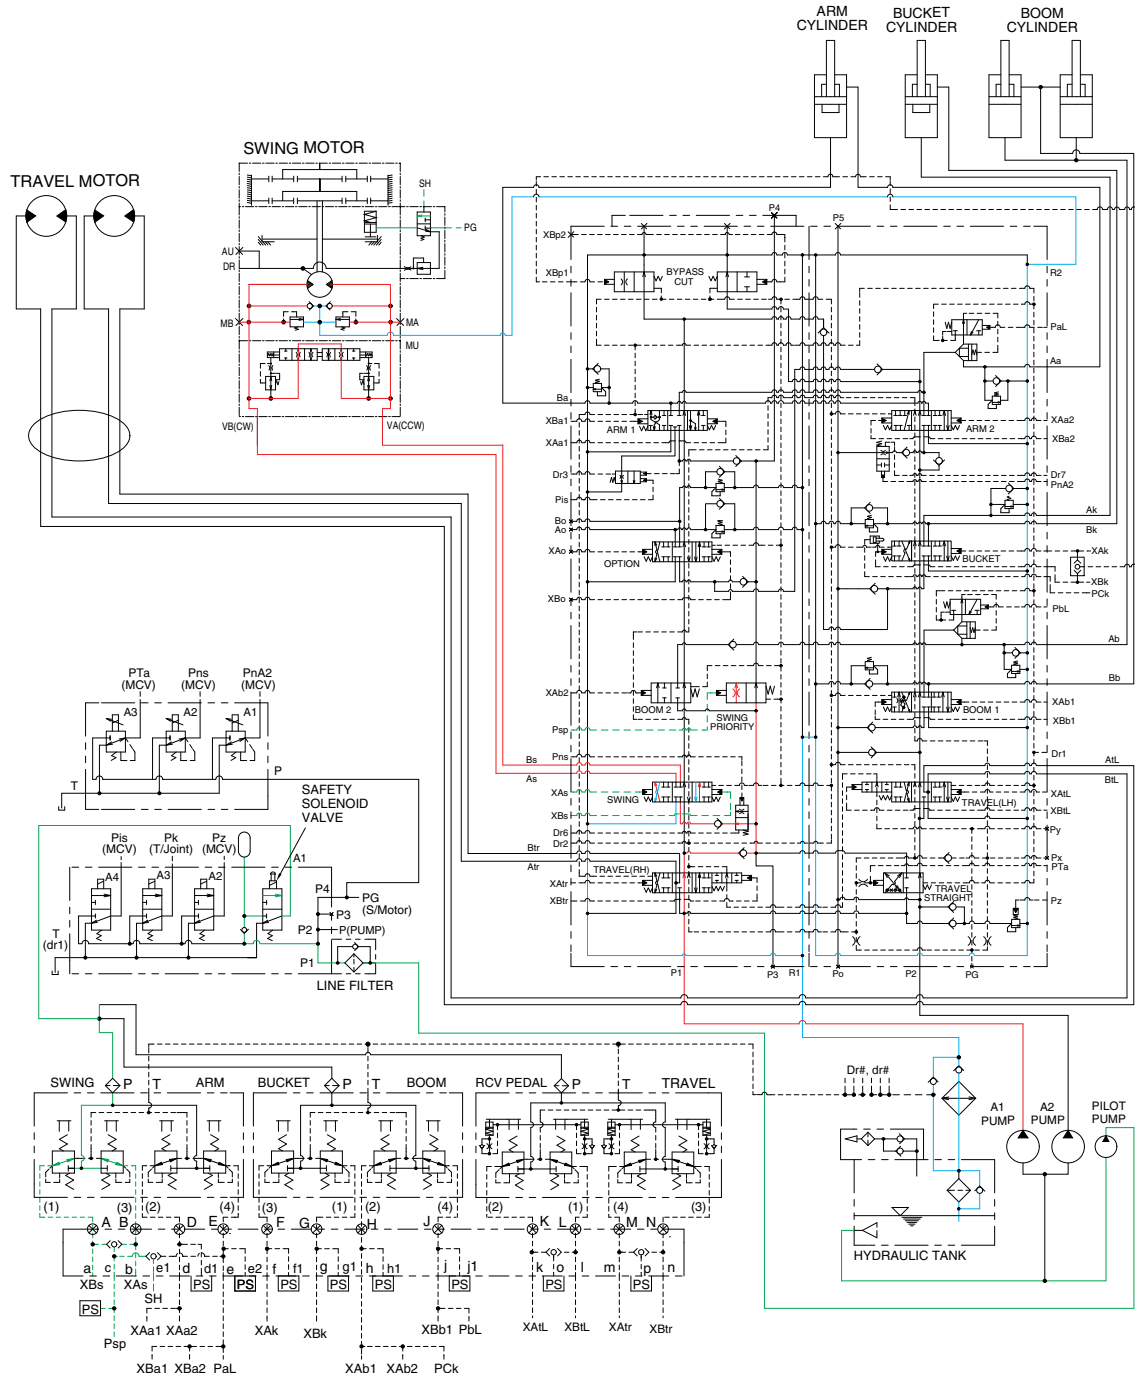 ARM
CYLINDER
BUCKET
CYLINDER
BOOM
CYLINDER
SWING MOTOR
TRAVEL MOTOR
SH
PG
AU
DR
MB
MA
MU
VB(CW)
VA(CCW)
P4
P5
XBp2
XBp1
BYPASS
CUT
R2
PaL
Aa
Ba
XBa1
XAa1
ARM 1
ARM 2
XAa2
XBa2
Dr3
Pis
Dr7
PnA2
Bo
Ao
Ak
Bk
XAo
OPTION
BUCKET
XAk
XBk
PCk
XBo
PbL
Ab
Bb
XAb2
BOOM 2
SWING
PRIORITY
BOOM 1
XAb1
XBb1
Psp
Pns
Dr1
Bs
As
AtL
BtL
XAs
SWING
XBs
TRAVEL(LH)
XAtL
XBtL
Dr6
Dr2
Py
Btr
Atr
TRAVEL(RH)
XAtr
XBtr
TRAVEL
STRAIGHT
Px
PTa
Pz
P1
P3
R1
Po
P2
PG
PTa
(MCV)
Pns
(MCV)
PnA2
(MCV)
A3
A2
A1
P
T
SAFETY
SOLENOID
VALVE
Pis
(MCV)
Pk
(T/Joint)
Pz
(MCV)
A4
A3
A2
A1
P4
PG
(S/Motor)
P3
P2
P(PUMP)
P1
T
(dr1)
LINE FILTER
SWING
P
T
ARM
BUCKET
P
T
BOOM
RCV PEDAL
P
T
TRAVEL
Dr#, dr#
A1
PUMP
A2
PUMP
PILOT
PUMP
HYDRAULIC TANK
(1)
(3)
(2)
(4)
(3)
(1)
(2)
(4)
(2)
(1)
(4)
(3)
A
B
D
E
F
G
H
J
K
L
M
N
a
c
b
e1
d
d1
e
e2
f
f1
g
g1
h
h1
j
j1
k
o
l
m
p
n
XBs
XAs
SH
PS
PS
PS
PS
PS
PS
PS
PS
PS
Psp
XAa1
XAa2
XAk
XBk
XBb1
PbL
XAtL
XBtL
XAtr
XBtr
XBa1
XBa2
PaL
XAb1
XAb2
PCk